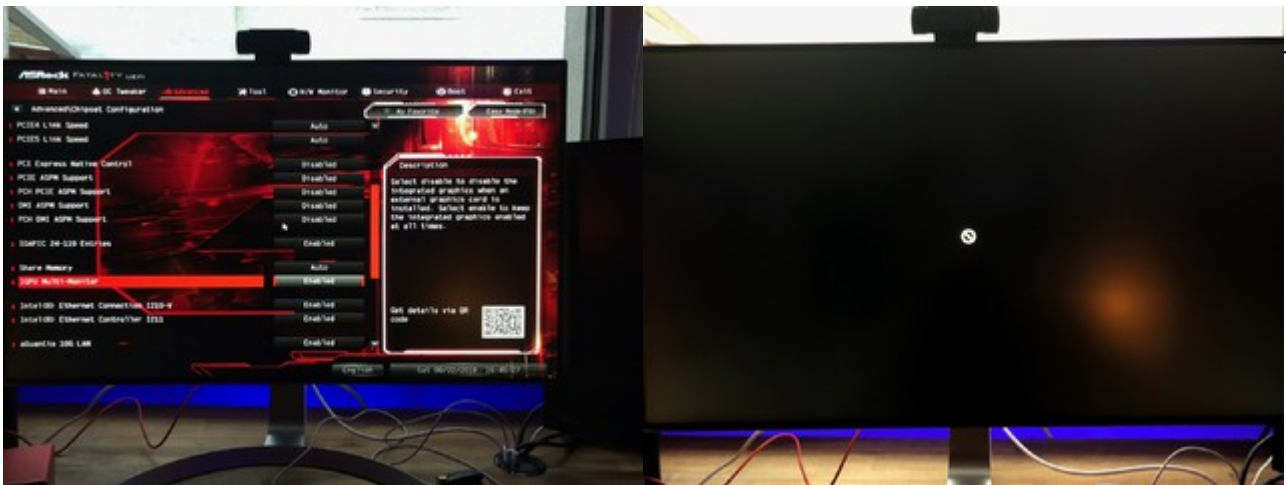 ASRock FATAL1TY UEFI
Main OC Tweaker Advanced Tool H/W Monitor Security Boot Exit
Advanced\Chipset Configuration
My Favorite Easy Mode(F6)
PCIE4 Link Speed Auto
PCIE5 Link Speed Auto
PCI Express Native Control Disabled
PCIE ASPM Support Disabled
PCH PCIE ASPM Support Disabled
DMI ASPM Support Disabled
PCH DMI ASPM Support Disabled
IOAPIC 24-119 Entries Enabled
Share Memory Auto
IGPU Multi-Monitor Enabled
Intel(R) Ethernet Connection I219-V Enabled
Intel(R) Ethernet Controller I211 Enabled
aQuantia 10G LAN Enabled
Description
Select disable to disable the
integrated graphics when an
external graphics card is
installed. Select enable to keep
the integrated graphics enabled
at all times.
Get details via QR
code
English